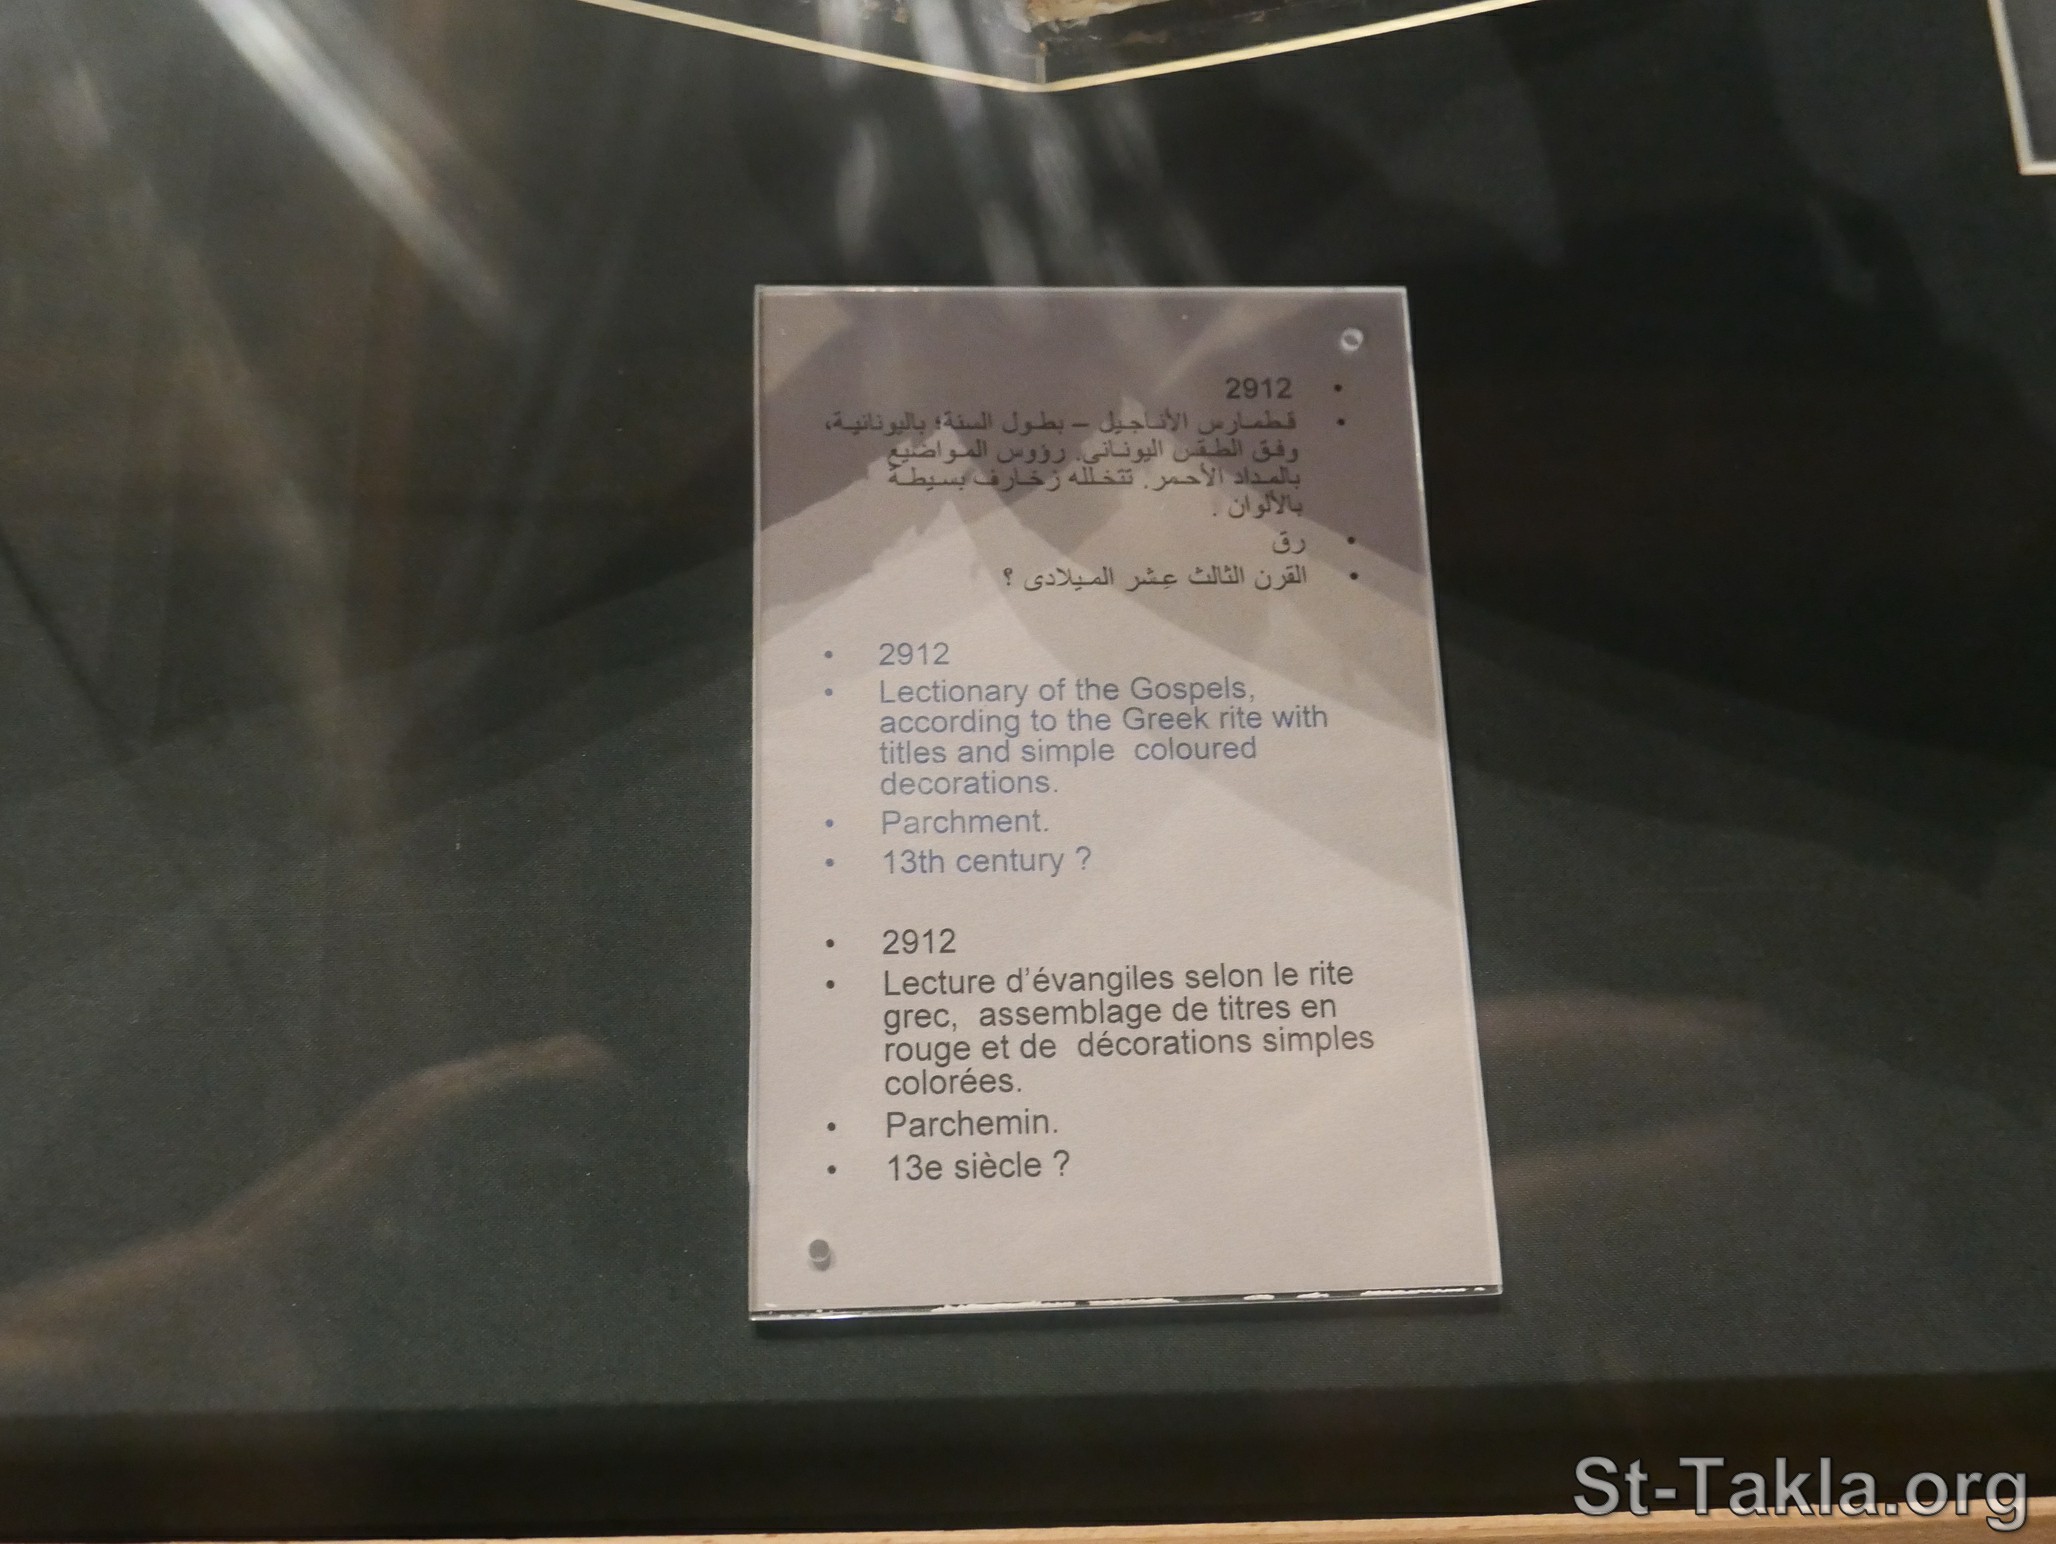 • 2912
• قطمارس الأناجيل – بطول السنة؛ باليونانية،
وفق الطقس اليونانى. رؤوس المواضيع
بالمداد الأحمر. تتخلله زخارف بسيطة
بالألوان .
• رق
• القرن الثالث عشر الميلادى ؟
• 2912
• Lectionary of the Gospels,
according to the Greek rite with
titles and simple coloured
decorations.
• Parchment.
• 13th century ?
• 2912
• Lecture d’évangiles selon le rite
grec, assemblage de titres en
rouge et de décorations simples
colorées.
• Parchemin.
• 13e siècle ?
St-Takla.org